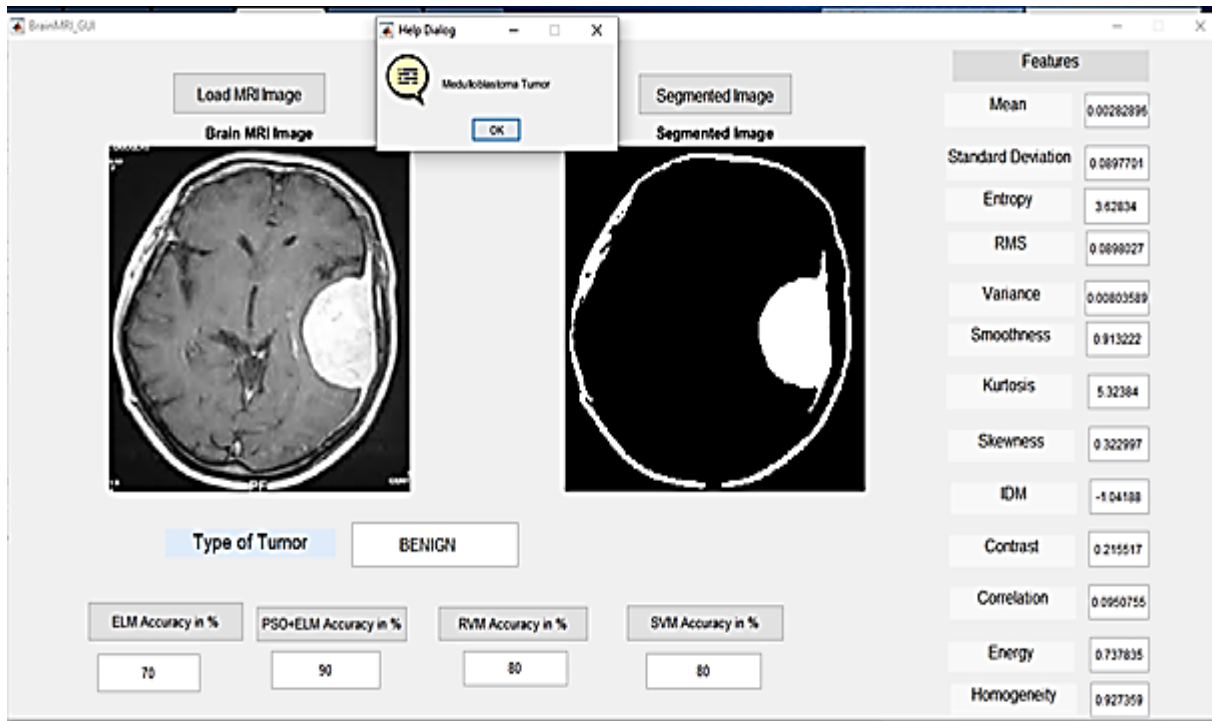 BrainMRI_GUI
Help Dialog
Medulloblastoma Tumor
OK
Load MRI Image
Segmented Image
Brain MRI Image
Segmented Image
PF
Type of Tumor
BENIGN
ELM Accuracy in %
PSO+ELM Accuracy in %
RVM Accuracy in %
SVM Accuracy in %
70
90
80
80
Features
Mean
0.00282896
Standard Deviation
0.0897701
Entropy
3.62834
RMS
0.0898027
Variance
0.00803589
Smoothness
0.913222
Kurtosis
5.32384
Skewness
0.322997
IDM
-1.04188
Contrast
0.215517
Correlation
0.0950755
Energy
0.737835
Homogeneity
0.927359